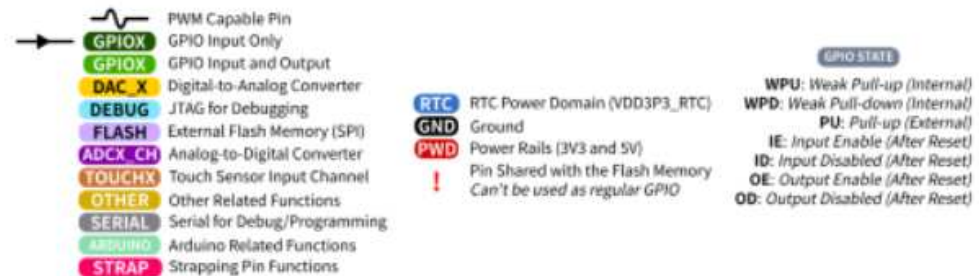 PWM Capable Pin
GPIOX GPIO Input Only
GPIOX GPIO Input and Output
DAC_X Digital-to-Analog Converter
DEBUG JTAG for Debugging
FLASH External Flash Memory (SPI)
ADCX_CH Analog-to-Digital Converter
TOUCHX Touch Sensor Input Channel
OTHER Other Related Functions
SERIAL Serial for Debug/Programming
ARDUINO Arduino Related Functions
STRAP Strapping Pin Functions
RTC RTC Power Domain (VDD3P3_RTC)
GND Ground
PWD Power Rails (3V3 and 5V)
! Pin Shared with the Flash Memory
Can't be used as regular GPIO
GPIO STATE
WPU: Weak Pull-up (Internal)
WPD: Weak Pull-down (Internal)
PU: Pull-up (External)
IE: Input Enable (After Reset)
ID: Input Disabled (After Reset)
OE: Output Enable (After Reset)
OD: Output Disabled (After Reset)